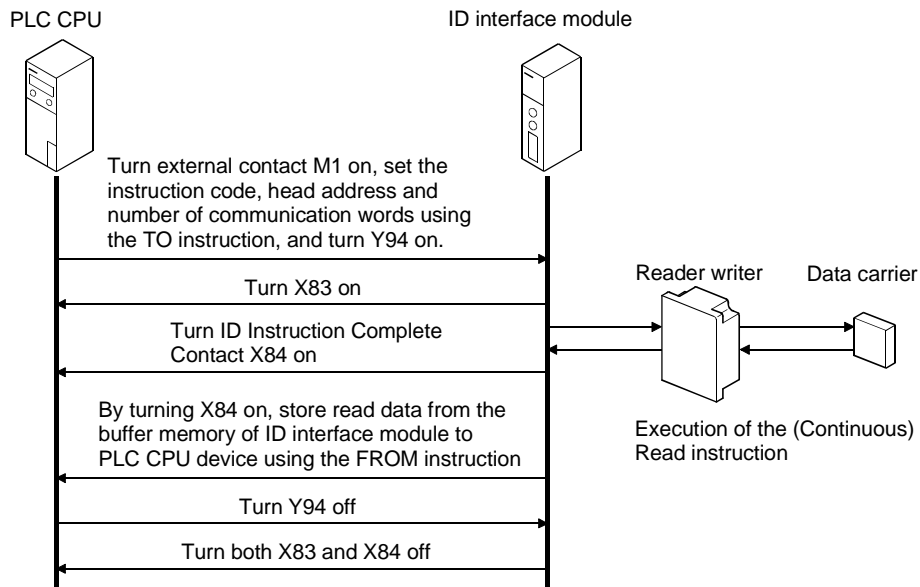 PLC CPU
ID interface module
Turn external contact M1 on, set the
instruction code, head address and
number of communication words using
the TO instruction, and turn Y94 on.
Reader writer
Data carrier
Turn X83 on
Turn ID Instruction Complete
Contact X84 on
By turning X84 on, store read data from the
buffer memory of ID interface module to
PLC CPU device using the FROM instruction
Execution of the (Continuous)
Read instruction
Turn Y94 off
Turn both X83 and X84 off